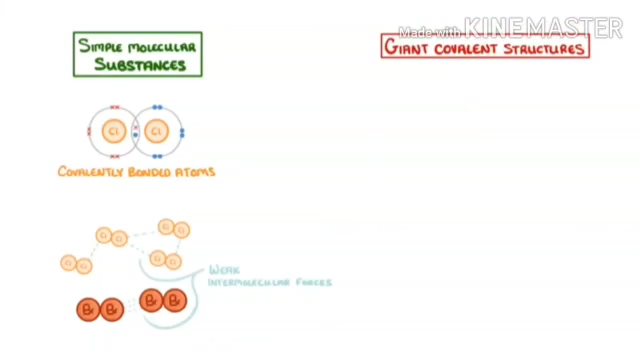 Made with KINEMASTER
SIMPLE MOLECULAR
SUBSTANCES
GIANT COVALENT STRUCTURES
Cl Cl
COVALENTLY BONDED ATOMS
Cl Cl
Cl Cl
Cl Cl
Cl Cl
WEAK
INTERMOLECULAR FORCES
Br Br
Br Br